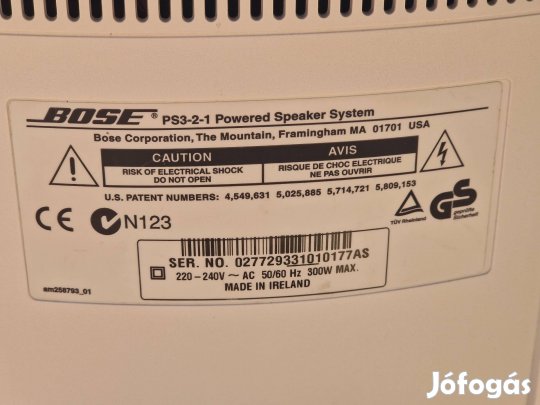 BOSE ® PS3-2-1 Powered Speaker System
Bose Corporation, The Mountain, Framingham MA 01701 USA
CAUTION
RISK OF ELECTRICAL SHOCK
DO NOT OPEN
AVIS
RISQUE DE CHOC ELECTRIQUE
NE PAS OUVRIR
U.S. PATENT NUMBERS: 4,549,631 5,025,885 5,714,721 5,809,153
CE N123
TÜV Rheinland
GS
geprüfte
Sicherheit
SER. NO. 027729331010177AS
220-240V ~ AC 50/60 Hz 300W MAX.
MADE IN IRELAND
am256793_01
Jófogás